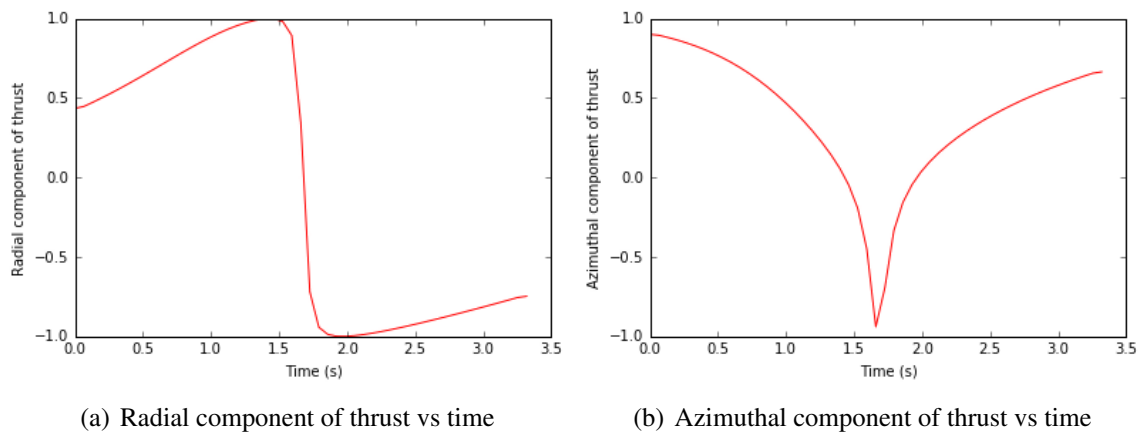 1.0
0.5
0.0
−0.5
−1.0
Radial component of thrust
0.0 0.5 1.0 1.5 2.0 2.5 3.0 3.5
Time (s)
(a) Radial component of thrust vs time
1.0
0.5
0.0
−0.5
−1.0
Azimuthal component of thrust
0.0 0.5 1.0 1.5 2.0 2.5 3.0 3.5
Time (s)
(b) Azimuthal component of thrust vs time